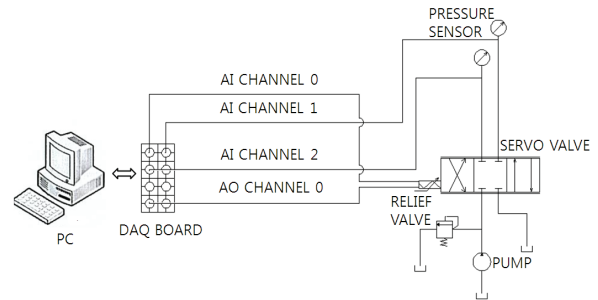 PRESSURE
SENSOR
AI CHANNEL 0
AI CHANNEL 1
SERVO VALVE
AI CHANNEL 2
AO CHANNEL 0
RELIEF
VALVE
PC
DAQ BOARD
PUMP